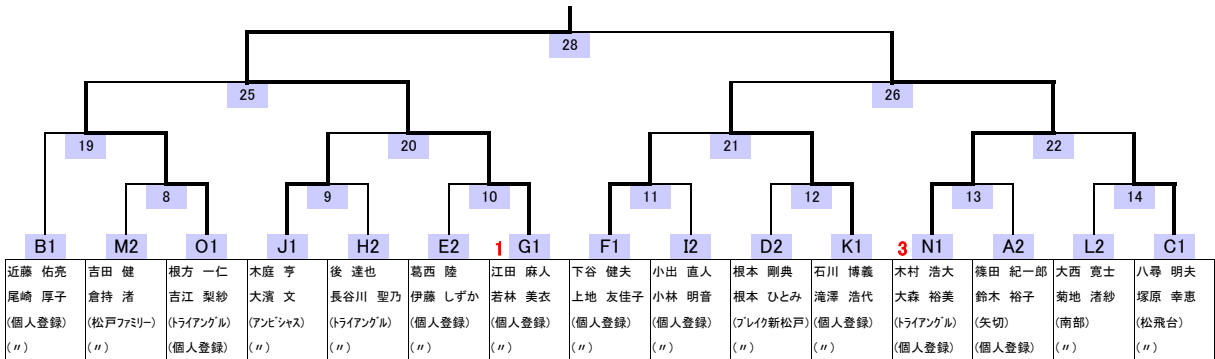 28
25
26
19
20
21
22
8
9
10
11
12
13
14
B1 M2 O1 J1 H2 E2 1 G1 F1 I2 D2 K1 3 N1 A2 L2 C1
近藤 佑亮 吉田 健 根方 一仁 木庭 亨 後 達也 葛西 陸 江田 麻人 下谷 健夫 小出 直人 根本 剛典 石川 博義 木村 浩大 篠田 紀一郎 大西 寛士 八尋 明夫
尾崎 厚子 倉持 渚 吉江 梨紗 大濱 文 長谷川 聖乃 伊藤 しずか 若林 美衣 上地 友佳子 小林 明音 根本 ひとみ 滝澤 浩代 大森 裕美 鈴木 裕子 菊地 渚紗 塚原 幸恵
(個人登録) (松戸ファミリー) (トライアングル) (アンビシャス) (トライアングル) (個人登録) (個人登録) (個人登録) (個人登録) (ブレイク新松戸) (個人登録) (トライアングル) (矢切) (南部) (松飛台)
(〃) (〃) (個人登録) (〃) (〃) (〃) (〃) (〃) (〃) (〃) (〃) (個人登録) (個人登録) (〃) (〃)